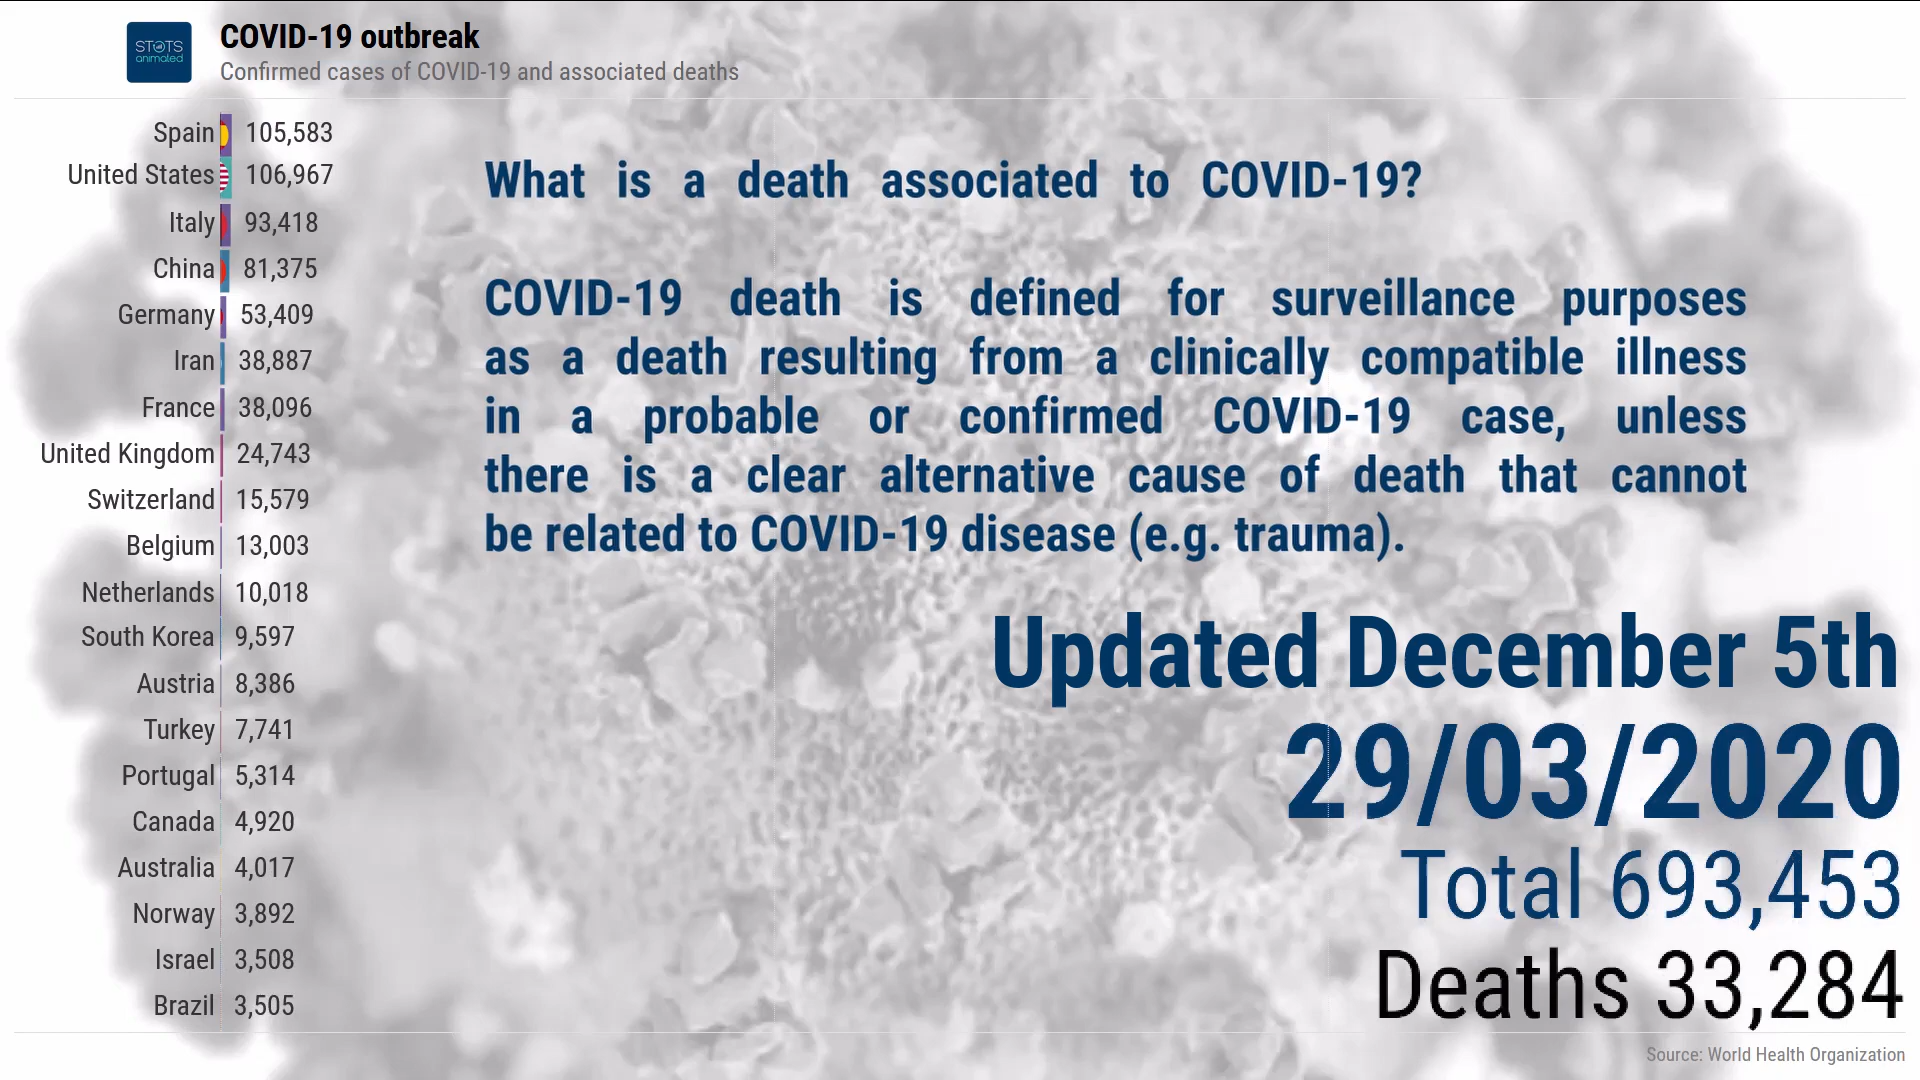 STATS
animated
COVID-19 outbreak
Confirmed cases of COVID-19 and associated deaths
Spain 105,583
United States 106,967
Italy 93,418
China 81,375
Germany 53,409
Iran 38,887
France 38,096
United Kingdom 24,743
Switzerland 15,579
Belgium 13,003
Netherlands 10,018
South Korea 9,597
Austria 8,386
Turkey 7,741
Portugal 5,314
Canada 4,920
Australia 4,017
Norway 3,892
Israel 3,508
Brazil 3,505
What is a death associated to COVID-19?
COVID-19 death is defined for surveillance purposes
as a death resulting from a clinically compatible illness
in a probable or confirmed COVID-19 case, unless
there is a clear alternative cause of death that cannot
be related to COVID-19 disease (e.g. trauma).
Updated December 5th
29/03/2020
Total 693,453
Deaths 33,284
Source: World Health Organization